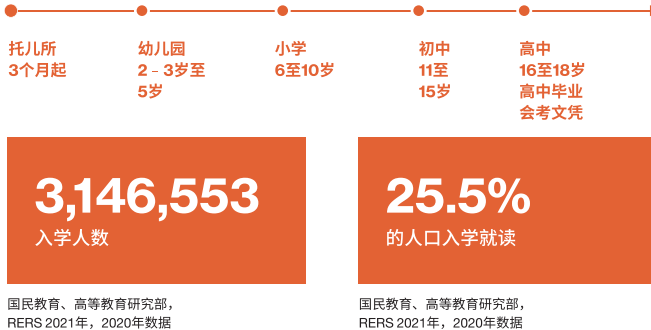 托儿所
3个月起
幼儿园
2 – 3岁至
5岁
小学
6至10岁
初中
11至
15岁
高中
16至18岁
高中毕业
会考文凭
3,146,553
入学人数
25.5%
的人口入学就读
国民教育、高等教育研究部，
RERS 2021年，2020年数据
国民教育、高等教育研究部，
RERS 2021年，2020年数据